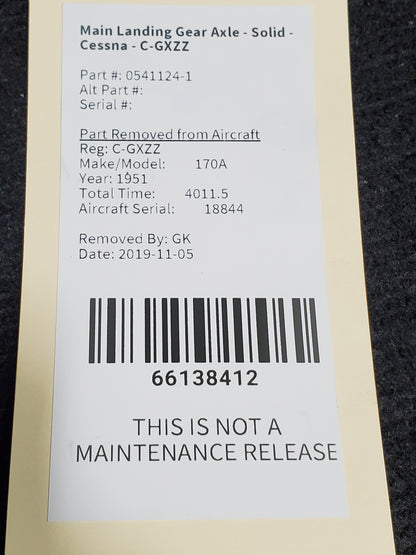 Main Landing Gear Axle - Solid -
Cessna - C-GXZZ
Part #: 0541124-1
Alt Part #:
Serial #:
Part Removed from Aircraft
Reg: C-GXZZ
Make/Model: 170A
Year: 1951
Total Time: 4011.5
Aircraft Serial: 18844
Removed By: GK
Date: 2019-11-05
66138412
THIS IS NOT A
MAINTENANCE RELEASE